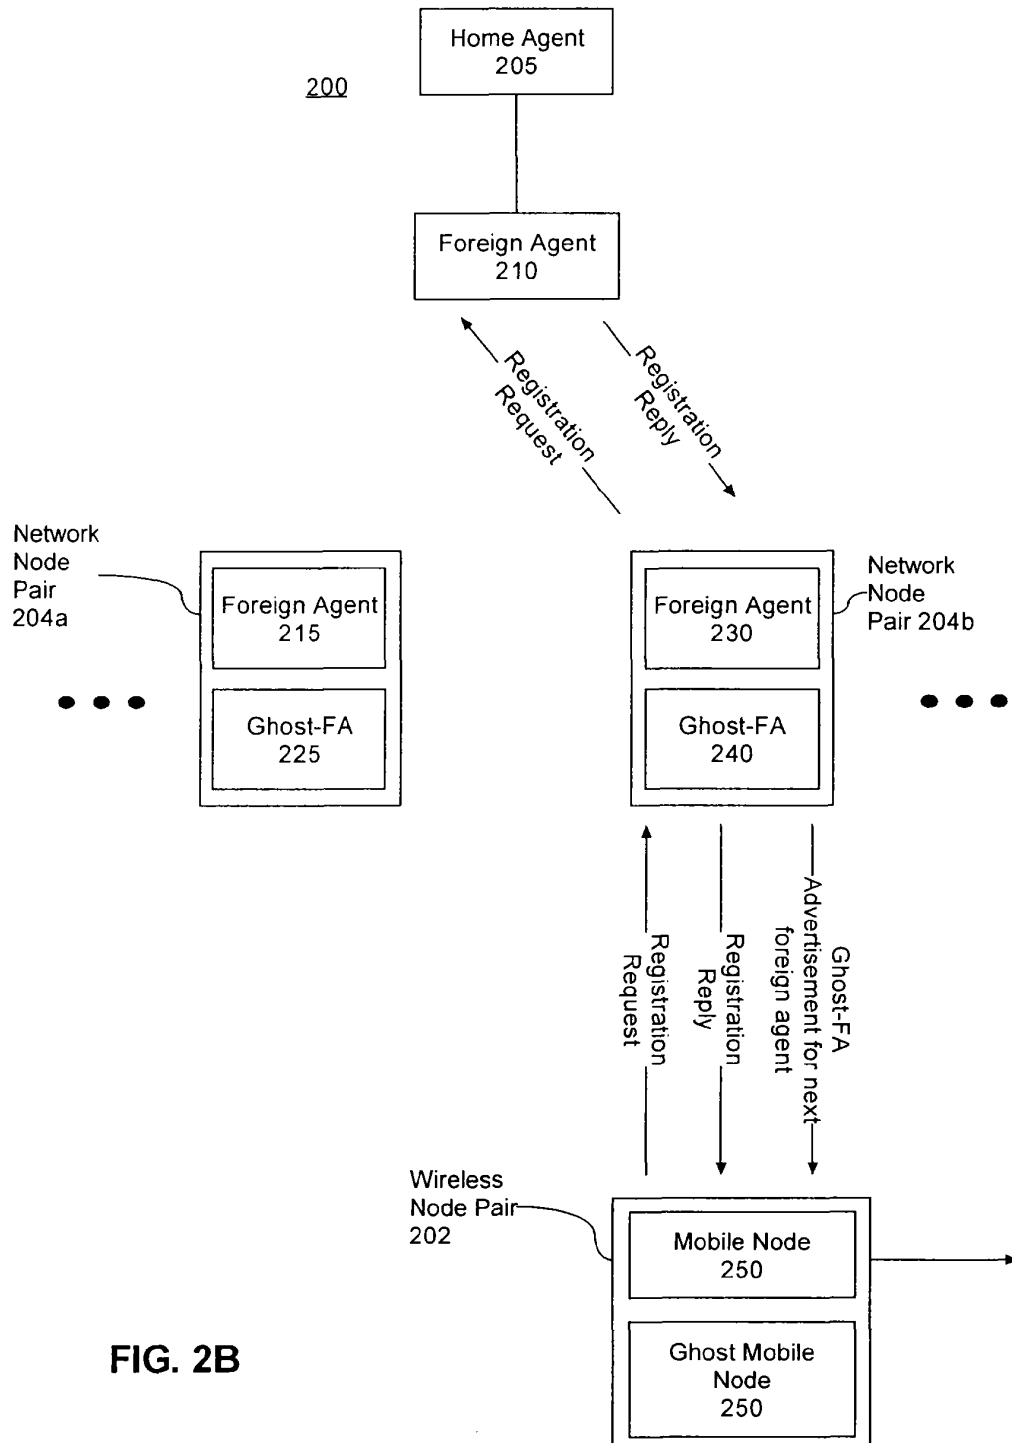 Home Agent
205
200
Foreign Agent
210
Registration
Request
Registration
Reply
Network
Node
Pair
204a
Foreign Agent
215
Ghost-FA
225
Foreign Agent
230
Ghost-FA
240
Network
Node
Pair 204b
Registration
Request
Registration
Reply
Ghost-FA
Advertisement for next
foreign agent
Wireless
Node Pair
202
Mobile Node
250
Ghost Mobile
Node
250
FIG. 2B